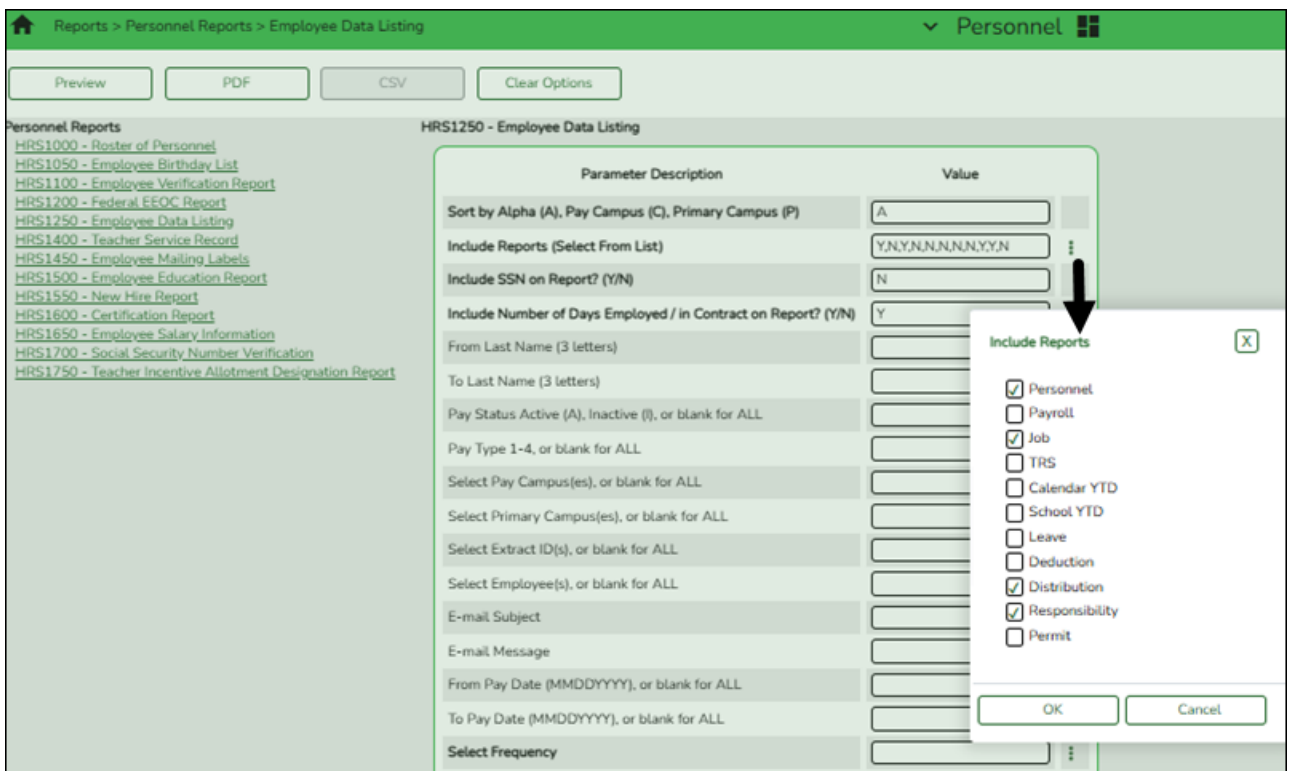 Reports > Personnel Reports > Employee Data Listing
Personnel
Preview
PDF
CSV
Clear Options
Personnel Reports
HRS1000 - Roster of Personnel
HRS1050 - Employee Birthday List
HRS1100 - Employee Verification Report
HRS1200 - Federal EEOC Report
HRS1250 - Employee Data Listing
HRS1400 - Teacher Service Record
HRS1450 - Employee Mailing Labels
HRS1500 - Employee Education Report
HRS1550 - New Hire Report
HRS1600 - Certification Report
HRS1650 - Employee Salary Information
HRS1700 - Social Security Number Verification
HRS1750 - Teacher Incentive Allotment Designation Report
HRS1250 - Employee Data Listing
Parameter Description Value
Sort by Alpha (A), Pay Campus (C), Primary Campus (P) A
Include Reports (Select From List) Y,N,Y,N,N,N,N,N,Y,Y,N
Include SSN on Report? (Y/N) N
Include Number of Days Employed / in Contract on Report? (Y/N) Y
From Last Name (3 letters)
To Last Name (3 letters)
Pay Status Active (A), Inactive (I), or blank for ALL
Pay Type 1-4, or blank for ALL
Select Pay Campus(es), or blank for ALL
Select Primary Campus(es), or blank for ALL
Select Extract ID(s), or blank for ALL
Select Employee(s), or blank for ALL
E-mail Subject
E-mail Message
From Pay Date (MMDDYYYY), or blank for ALL
To Pay Date (MMDDYYYY), or blank for ALL
Select Frequency
Include Reports
X
Personnel
Payroll
Job
TRS
Calendar YTD
School YTD
Leave
Deduction
Distribution
Responsibility
Permit
OK
Cancel